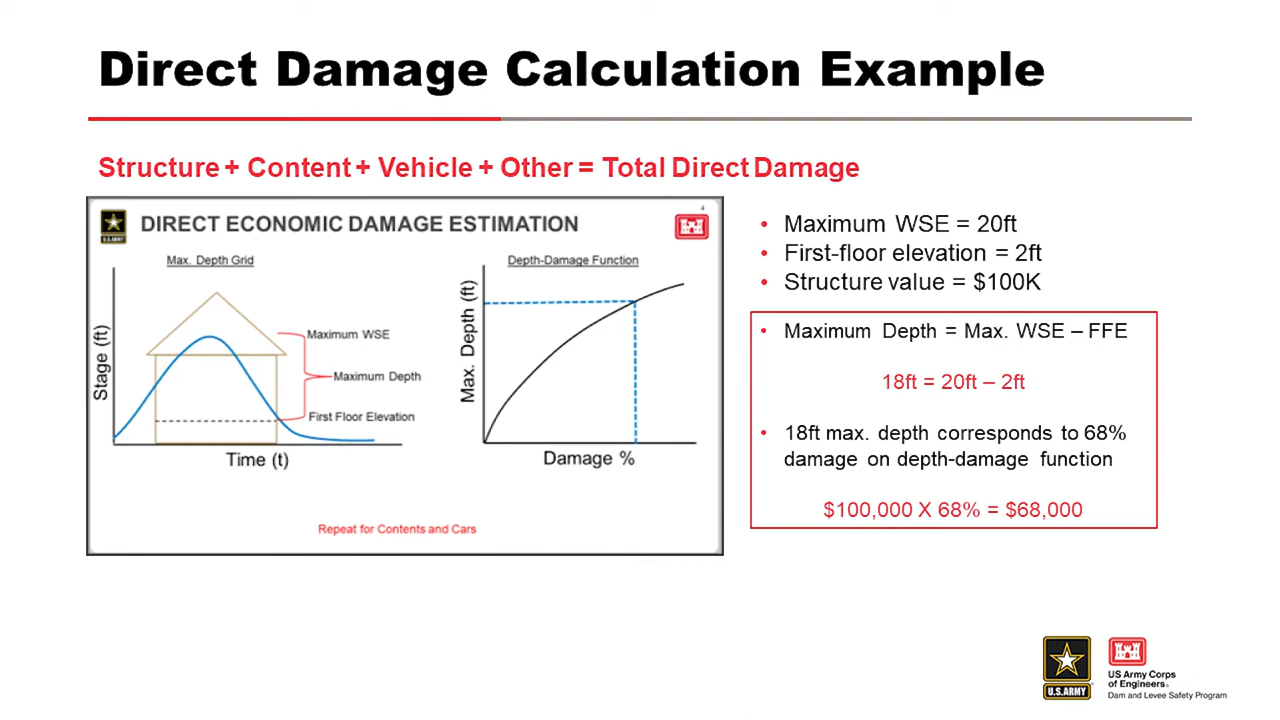 Direct Damage Calculation Example
Structure + Content + Vehicle + Other = Total Direct Damage
4
U.S. ARMY
DIRECT ECONOMIC DAMAGE ESTIMATION
Max. Depth Grid
Stage (ft)
Maximum WSE
Maximum Depth
First Floor Elevation
Time (t)
Depth-Damage Function
Max. Depth (ft)
Damage %
Repeat for Contents and Cars
• Maximum WSE = 20ft
• First-floor elevation = 2ft
• Structure value = $100K
• Maximum Depth = Max. WSE – FFE
18ft = 20ft – 2ft
• 18ft max. depth corresponds to 68%
damage on depth-damage function
$100,000 X 68% = $68,000
U.S.ARMY
US Army Corps
of Engineers®
Dam and Levee Safety Program